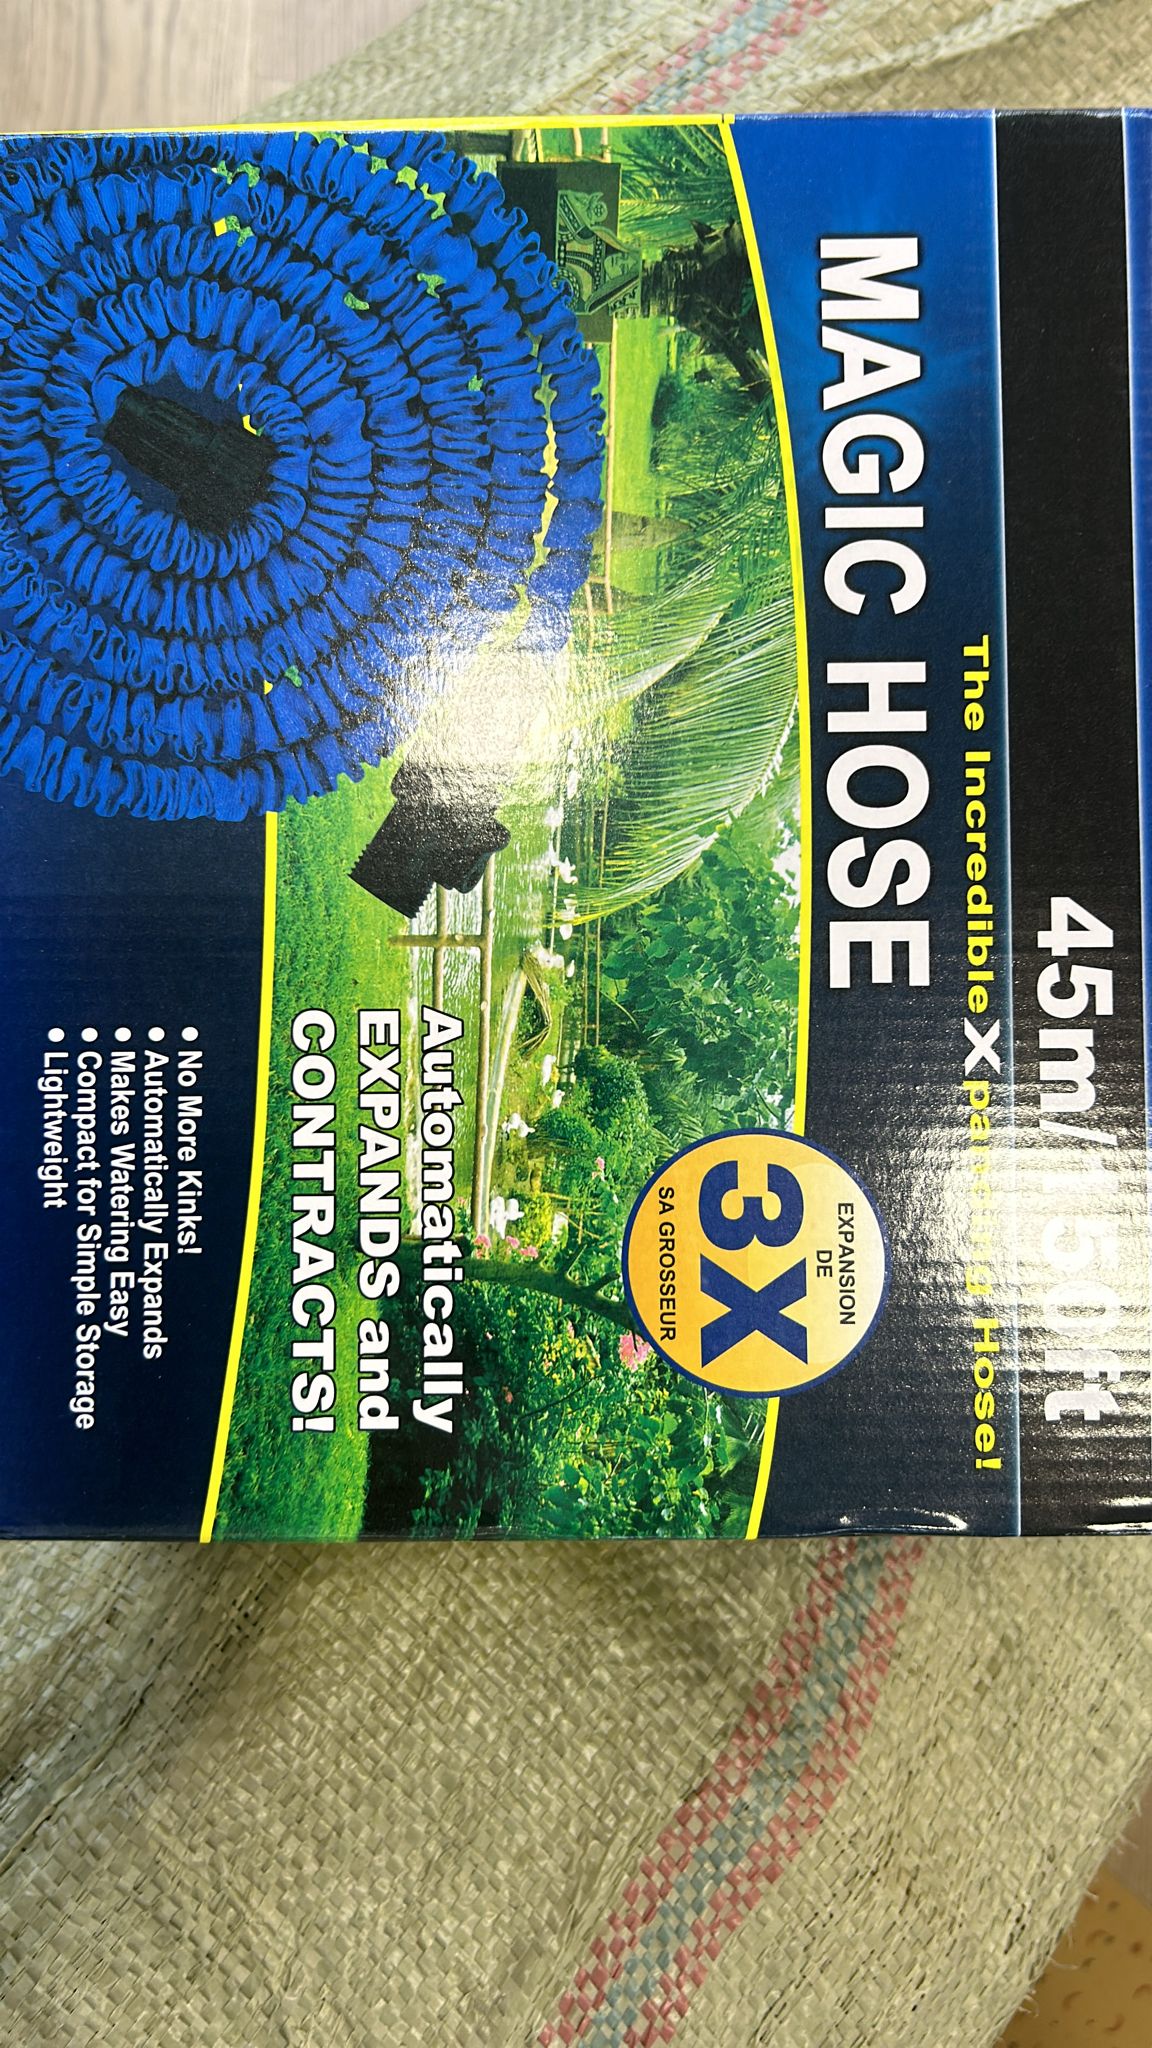 45m/150ft
The Incredible Xpanding Hose!
MAGIC HOSE
EXPANSION
DE
3X
SA GROSSEUR
Automatically
EXPANDS and
CONTRACTS!
• No More Kinks!
• Automatically Expands
• Makes Watering Easy
• Compact for Simple Storage
• Lightweight